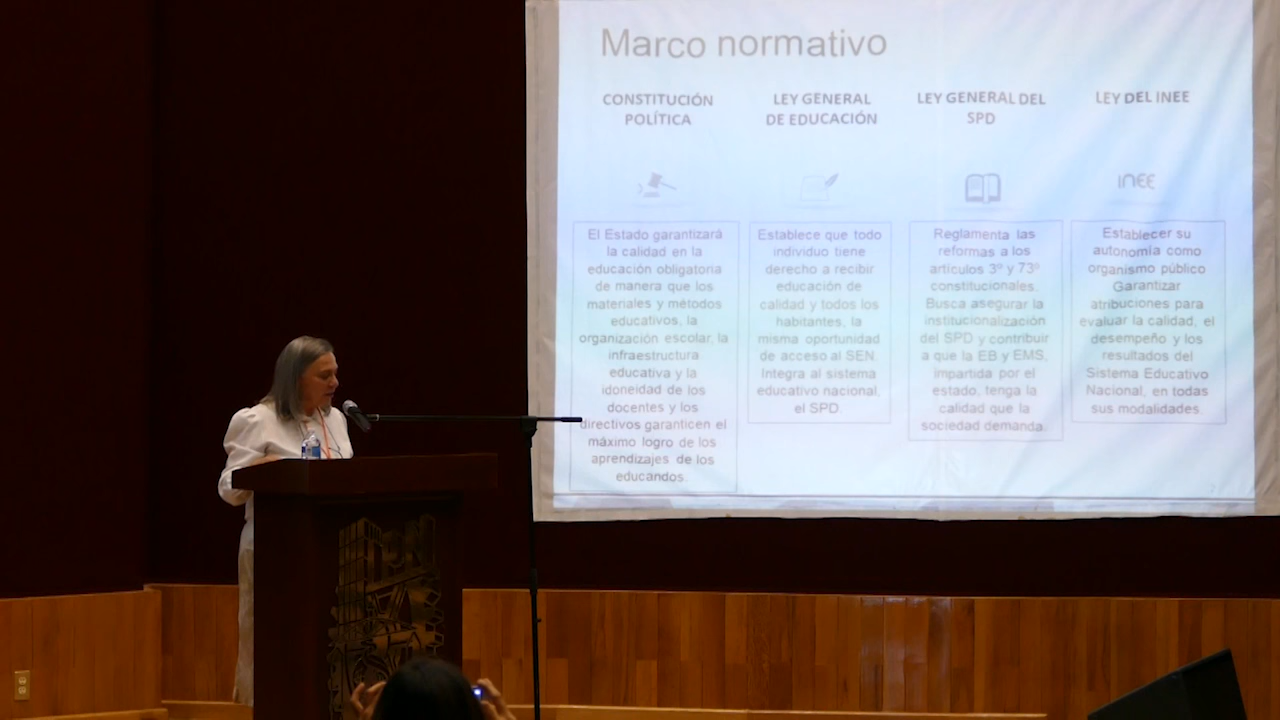 Marco normativo
CONSTITUCIÓN
POLÍTICA
El Estado garantizará
la calidad en la
educación obligatoria
de manera que los
materiales y métodos
educativos, la
organización escolar, la
infraestructura
educativa y la
idoneidad de los
docentes y los
directivos garanticen el
máximo logro de los
aprendizajes de los
educandos.
LEY GENERAL
DE EDUCACIÓN
Establece que todo
individuo tiene
derecho a recibir
educación de
calidad y todos los
habitantes, la
misma oportunidad
de acceso al SEN.
Integra al sistema
educativo nacional,
el SPD.
LEY GENERAL DEL
SPD
Reglamenta las
reformas a los
artículos 3º y 73º
constitucionales.
Busca asegurar la
institucionalización
del SPD y contribuir
a que la EB y EMS,
impartida por el
estado, tenga la
calidad que la
sociedad demanda.
LEY DEL INEE
INEE
Establecer su
autonomía como
organismo público
Garantizar
atribuciones para
evaluar la calidad, el
desempeño y los
resultados del
Sistema Educativo
Nacional, en todas
sus modalidades.